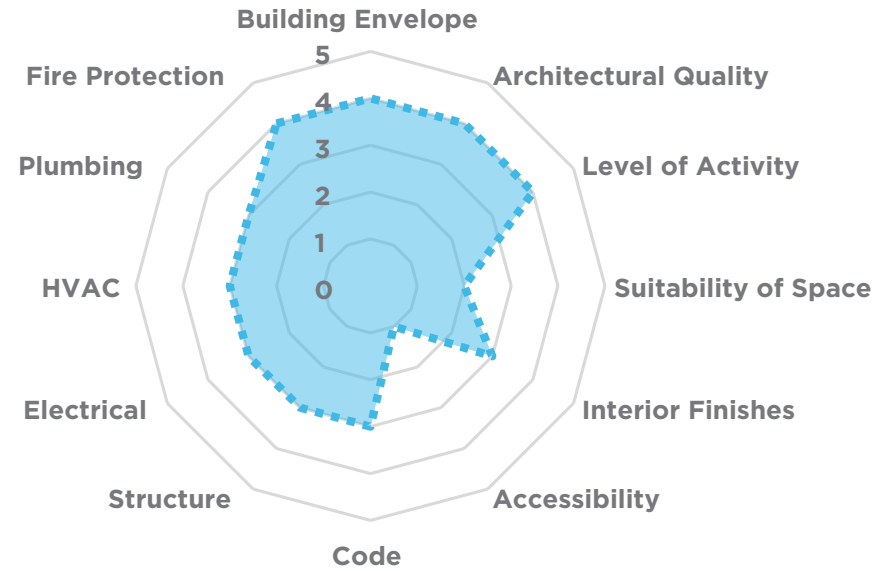 Building Envelope
5
Fire Protection
Architectural Quality
4
3
Plumbing
Level of Activity
2
1
HVAC
0
Suitability of Space
Electrical
Interior Finishes
Structure
Accessibility
Code